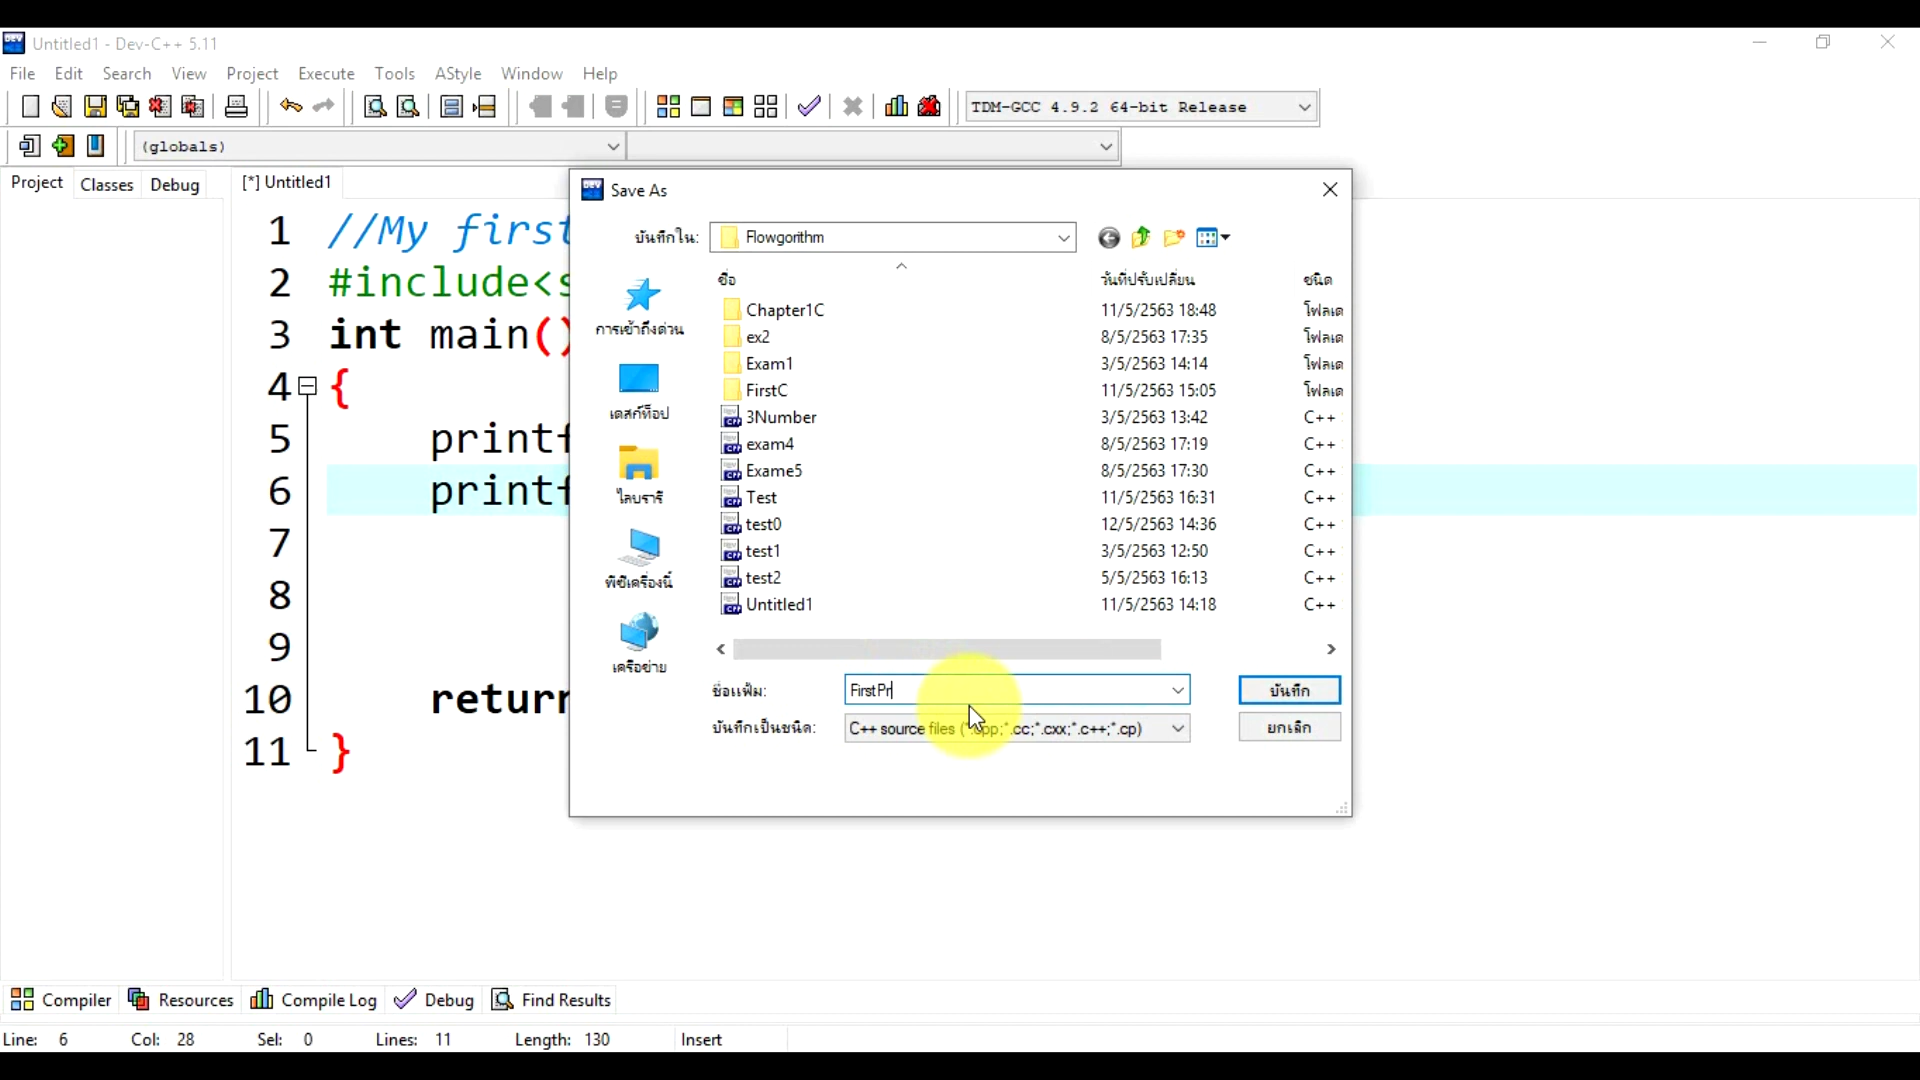 Untitled1 - Dev-C++ 5.11
File Edit Search View Project Execute Tools AStyle Window Help
TDM-GCC 4.9.2 64-bit Release
(globals)
Project Classes Debug
[*] Untitled1
1 //My first
2 #include<s
3 int main()
4 {
5 printf
6 printf
7
8
9
10 return
11 }
Save As
บันทึกใน: Flowgorithm
ชื่อ วันที่ปรับเปลี่ยน ชนิด
Chapter1C 11/5/2563 18:48 โฟลเด
ex2 8/5/2563 17:35 โฟลเด
Exam1 3/5/2563 14:14 โฟลเด
FirstC 11/5/2563 15:05 โฟลเด
3Number 3/5/2563 13:42 C++
exam4 8/5/2563 17:19 C++
Exame5 8/5/2563 17:30 C++
Test 11/5/2563 16:31 C++
test0 12/5/2563 14:36 C++
test1 3/5/2563 12:50 C++
test2 5/5/2563 16:13 C++
Untitled1 11/5/2563 14:18 C++
การเข้าถึงด่วน
เดสก์ท็อป
ไลบรารี
พีซีเครื่องนี้
เครือข่าย
ชื่อแฟ้ม: FirstPr บันทึก
บันทึกเป็นชนิด: C++ source files (*.cpp;*.cc;*.cxx;*.c++;*.cp) ยกเลิก
Compiler Resources Compile Log Debug Find Results
Line: 6 Col: 28 Sel: 0 Lines: 11 Length: 130 Insert